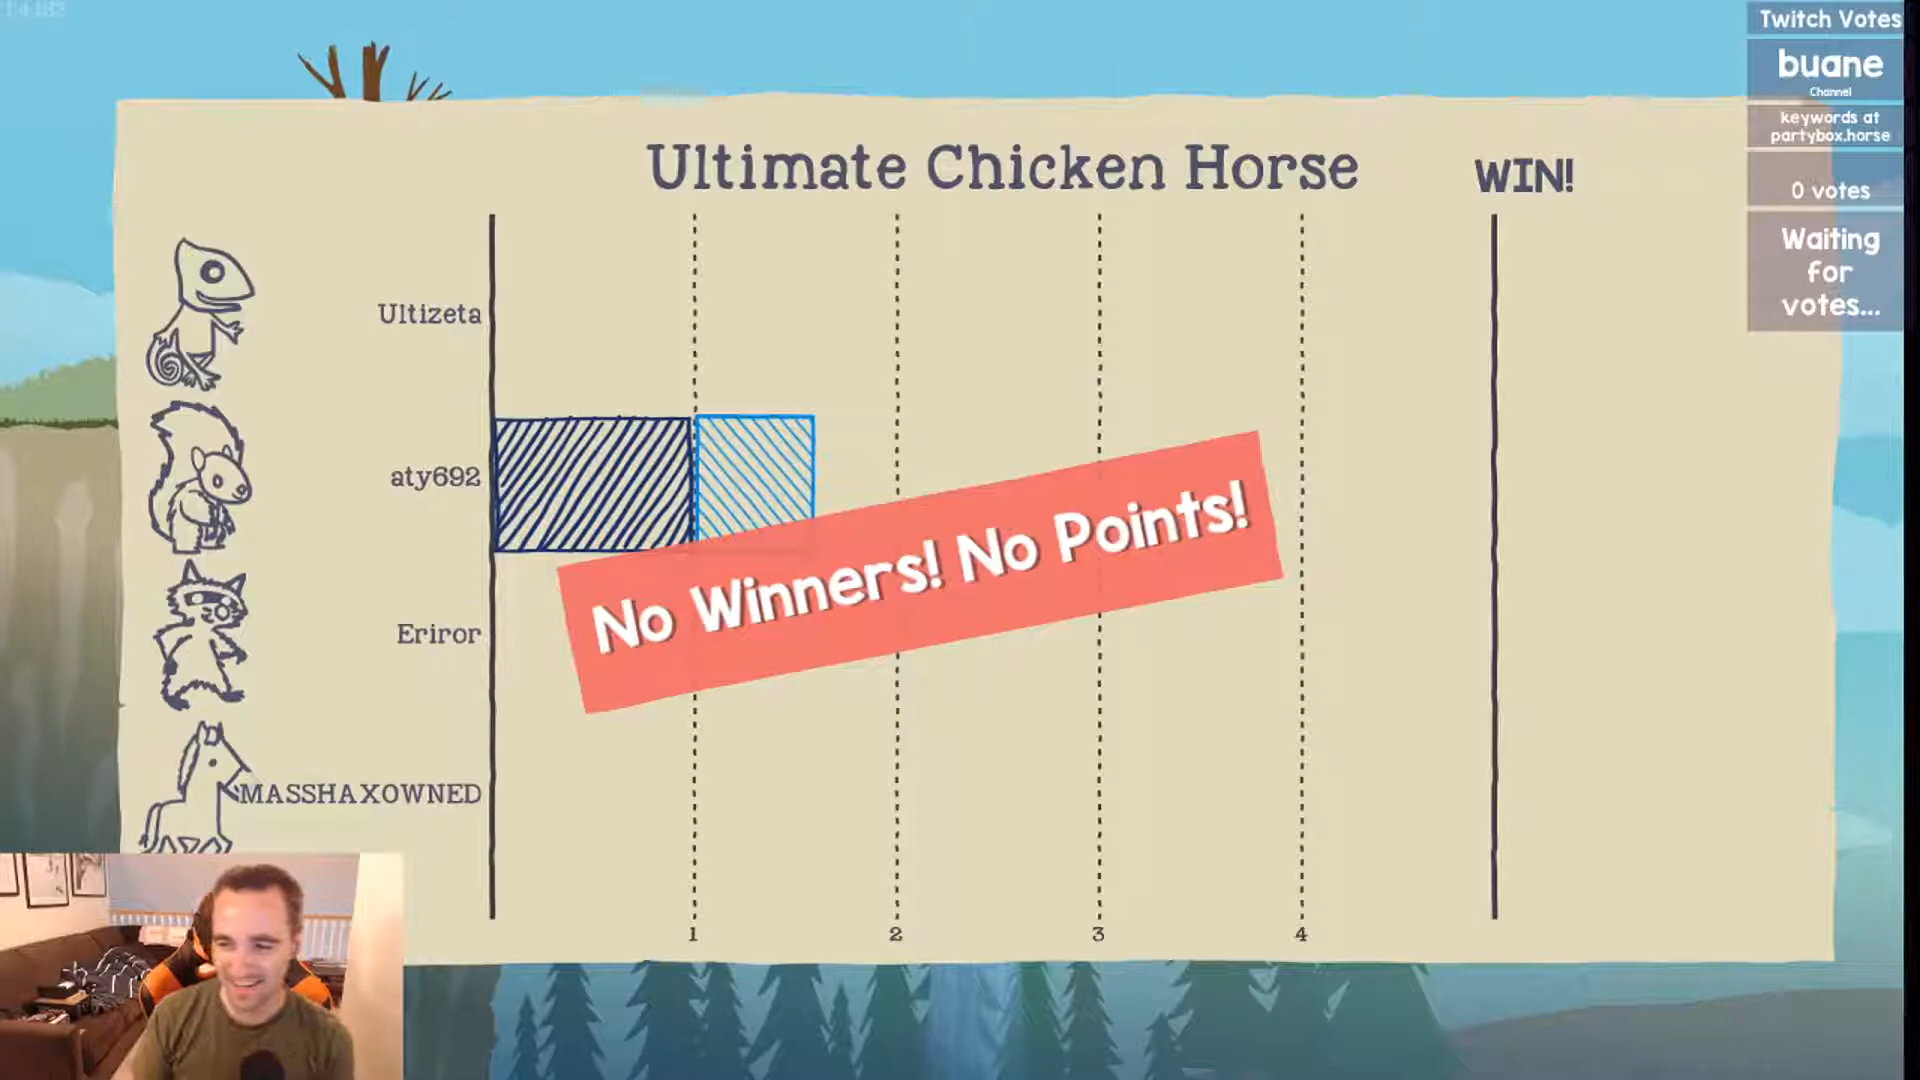 Twitch Votes
buane
Channel
keywords at
partybox.horse
0 votes
Waiting
for
votes...
Ultimate Chicken Horse
WIN!
Ultizeta
aty692
Eriror
MASSHAXOWNED
No Winners! No Points!
1 2 3 4